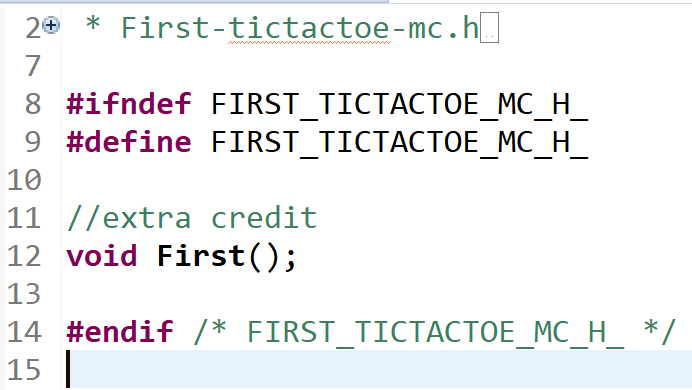 2 * First-tictactoe-mc.h
7
8 #ifndef FIRST_TICTACTOE_MC_H_
9 #define FIRST_TICTACTOE_MC_H_
10
11 //extra credit
12 void First();
13
14 #endif /* FIRST_TICTACTOE_MC_H_ */
15